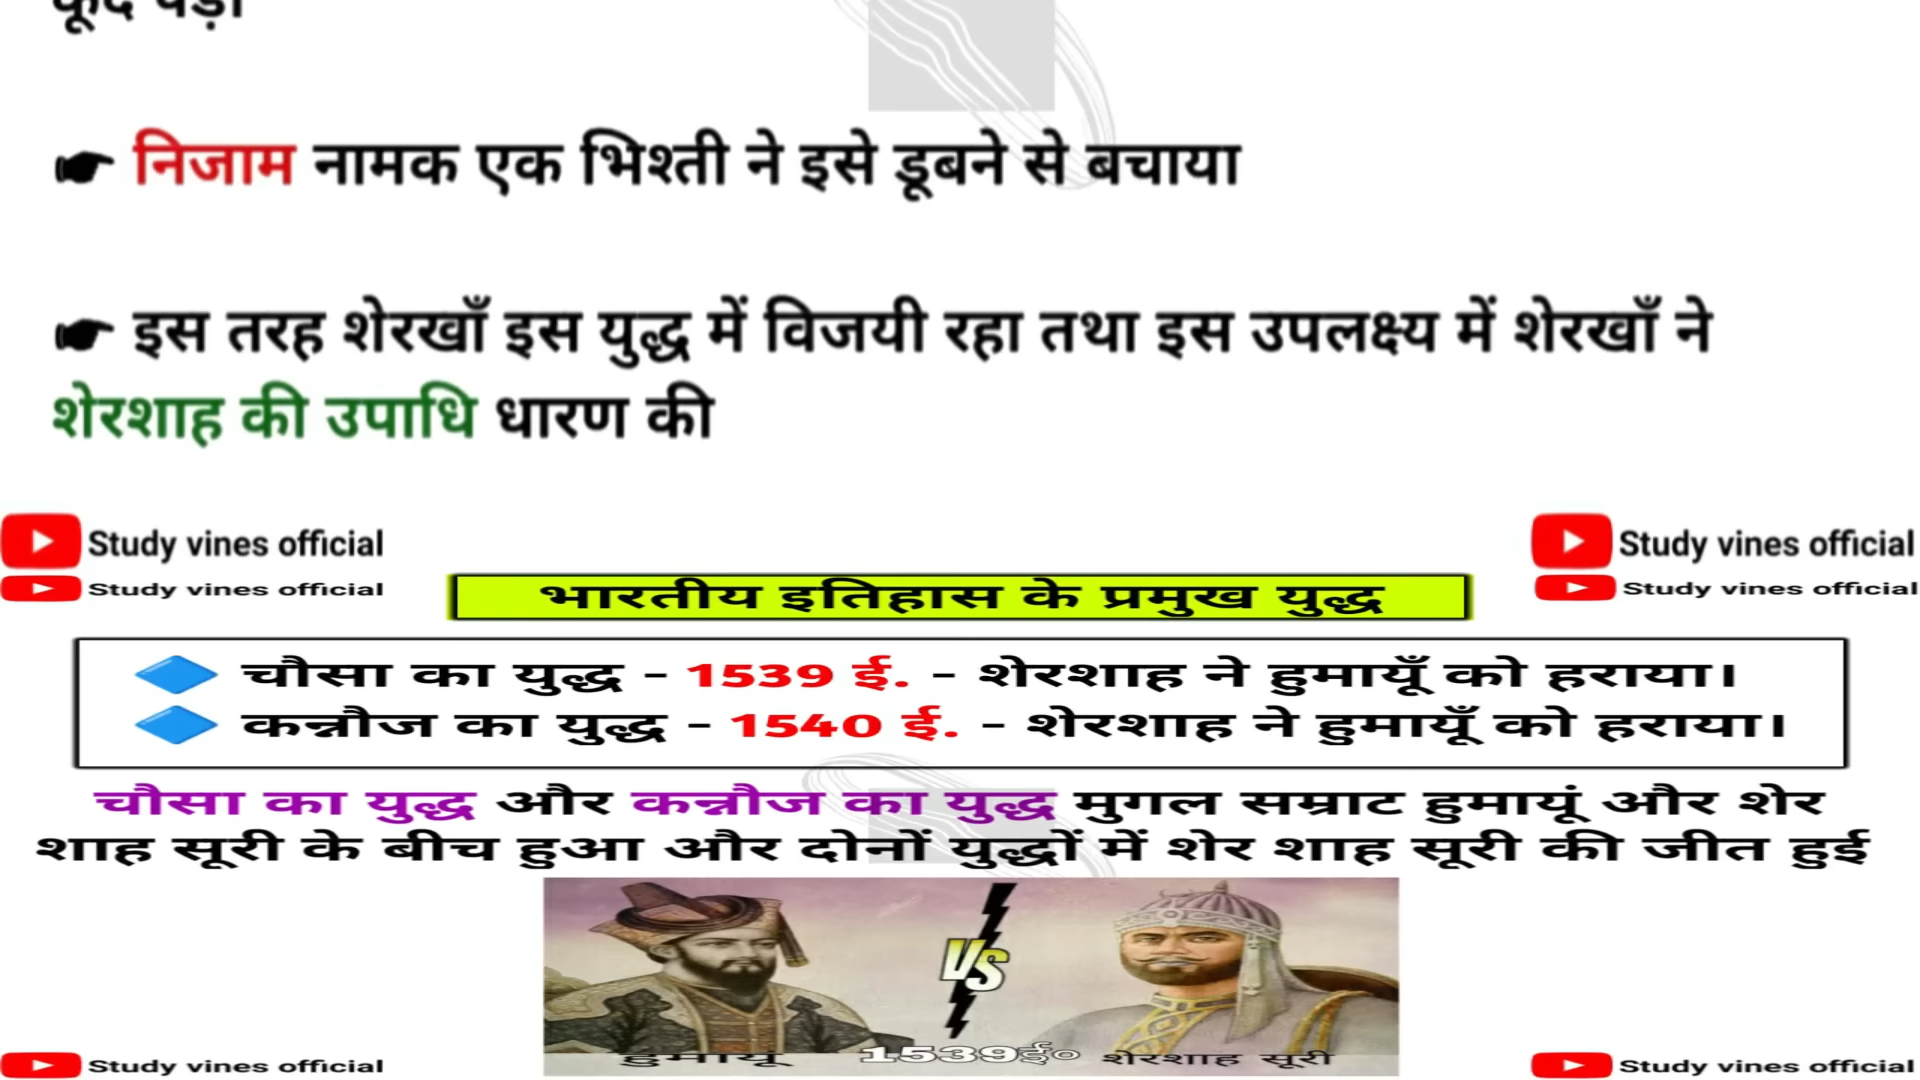 कूद पड़ा
☛ निजाम नामक एक भिश्ती ने इसे डूबने से बचाया
☛ इस तरह शेरखाँ इस युद्ध में विजयी रहा तथा इस उपलक्ष्य में शेरखाँ ने
शेरशाह की उपाधि धारण की
Study vines official
Study vines official
Study vines official
Study vines official
भारतीय इतिहास के प्रमुख युद्ध
चौसा का युद्ध - 1539 ई. - शेरशाह ने हुमायूँ को हराया।
कन्नौज का युद्ध - 1540 ई. - शेरशाह ने हुमायूँ को हराया।
चौसा का युद्ध और कन्नौज का युद्ध मुगल सम्राट हुमायूं और शेर
शाह सूरी के बीच हुआ और दोनों युद्धों में शेर शाह सूरी की जीत हुई
VS
हुमायूं 1539ई० शेरशाह सूरी
Study vines official
Study vines official